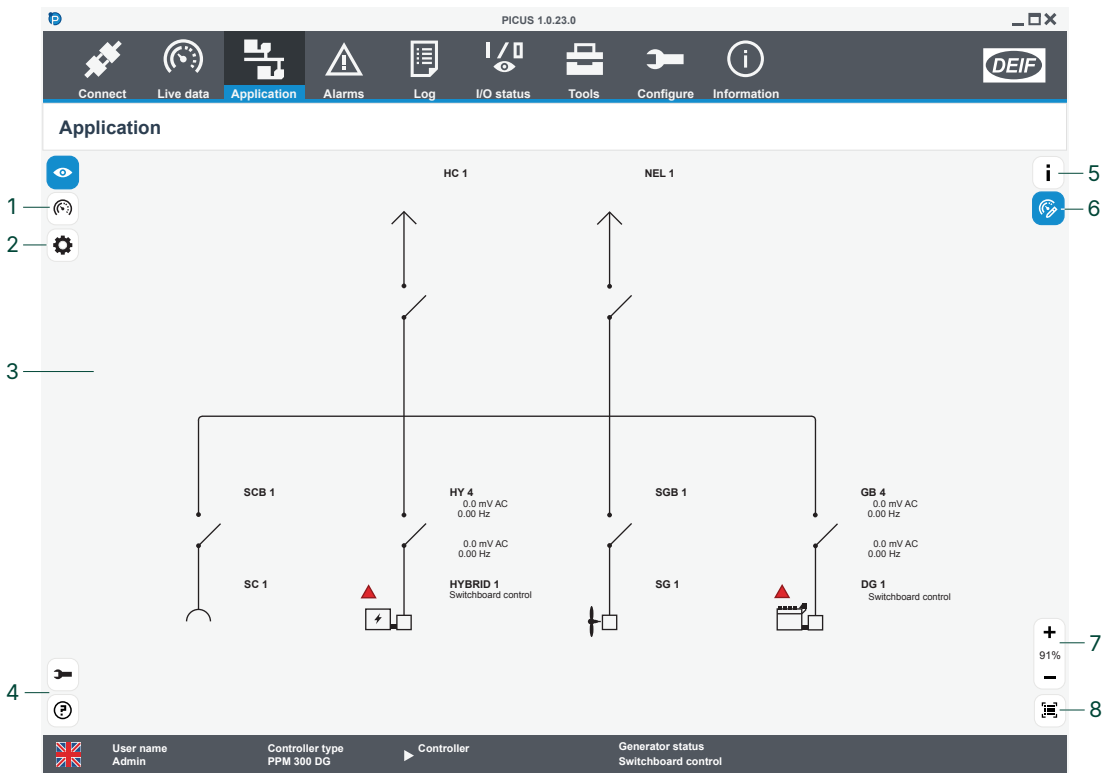 PICUS 1.0.23.0
Connect Live data Application Alarms Log I/O status Tools Configure Information
DEIF
Application
HC 1 NEL 1
1
2
3
4
5
6
SCB 1 HY 4 SGB 1 GB 4
0.0 mV AC 0.0 mV AC
0.00 Hz 0.00 Hz
0.0 mV AC 0.0 mV AC
0.00 Hz 0.00 Hz
SC 1 HYBRID 1 SG 1 DG 1
Switchboard control Switchboard control
91%
7
8
User name Controller type Controller Generator status
Admin PPM 300 DG Switchboard control